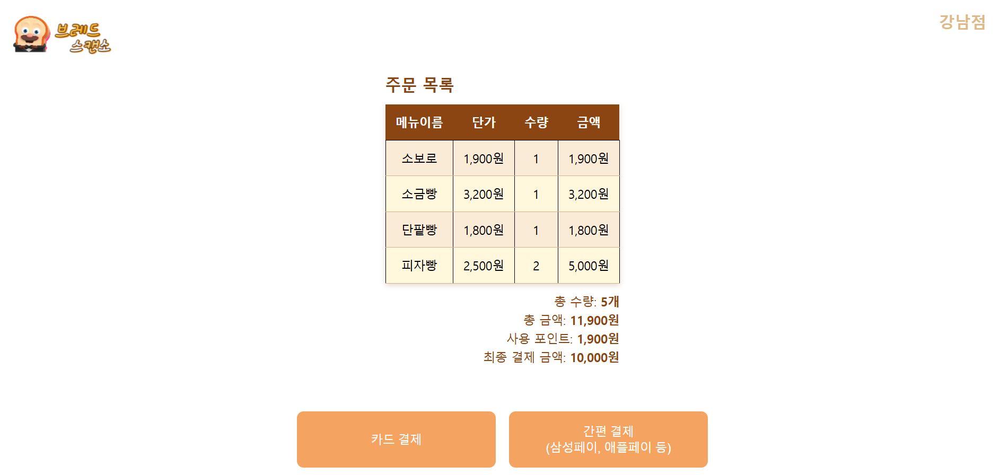 브레드
스캔소
강남점
주문 목록
메뉴이름 단가 수량 금액
소보로 1,900원 1 1,900원
소금빵 3,200원 1 3,200원
단팥빵 1,800원 1 1,800원
피자빵 2,500원 2 5,000원
총 수량: 5개
총 금액: 11,900원
사용 포인트: 1,900원
최종 결제 금액: 10,000원
카드 결제
간편 결제
(삼성페이, 애플페이 등)